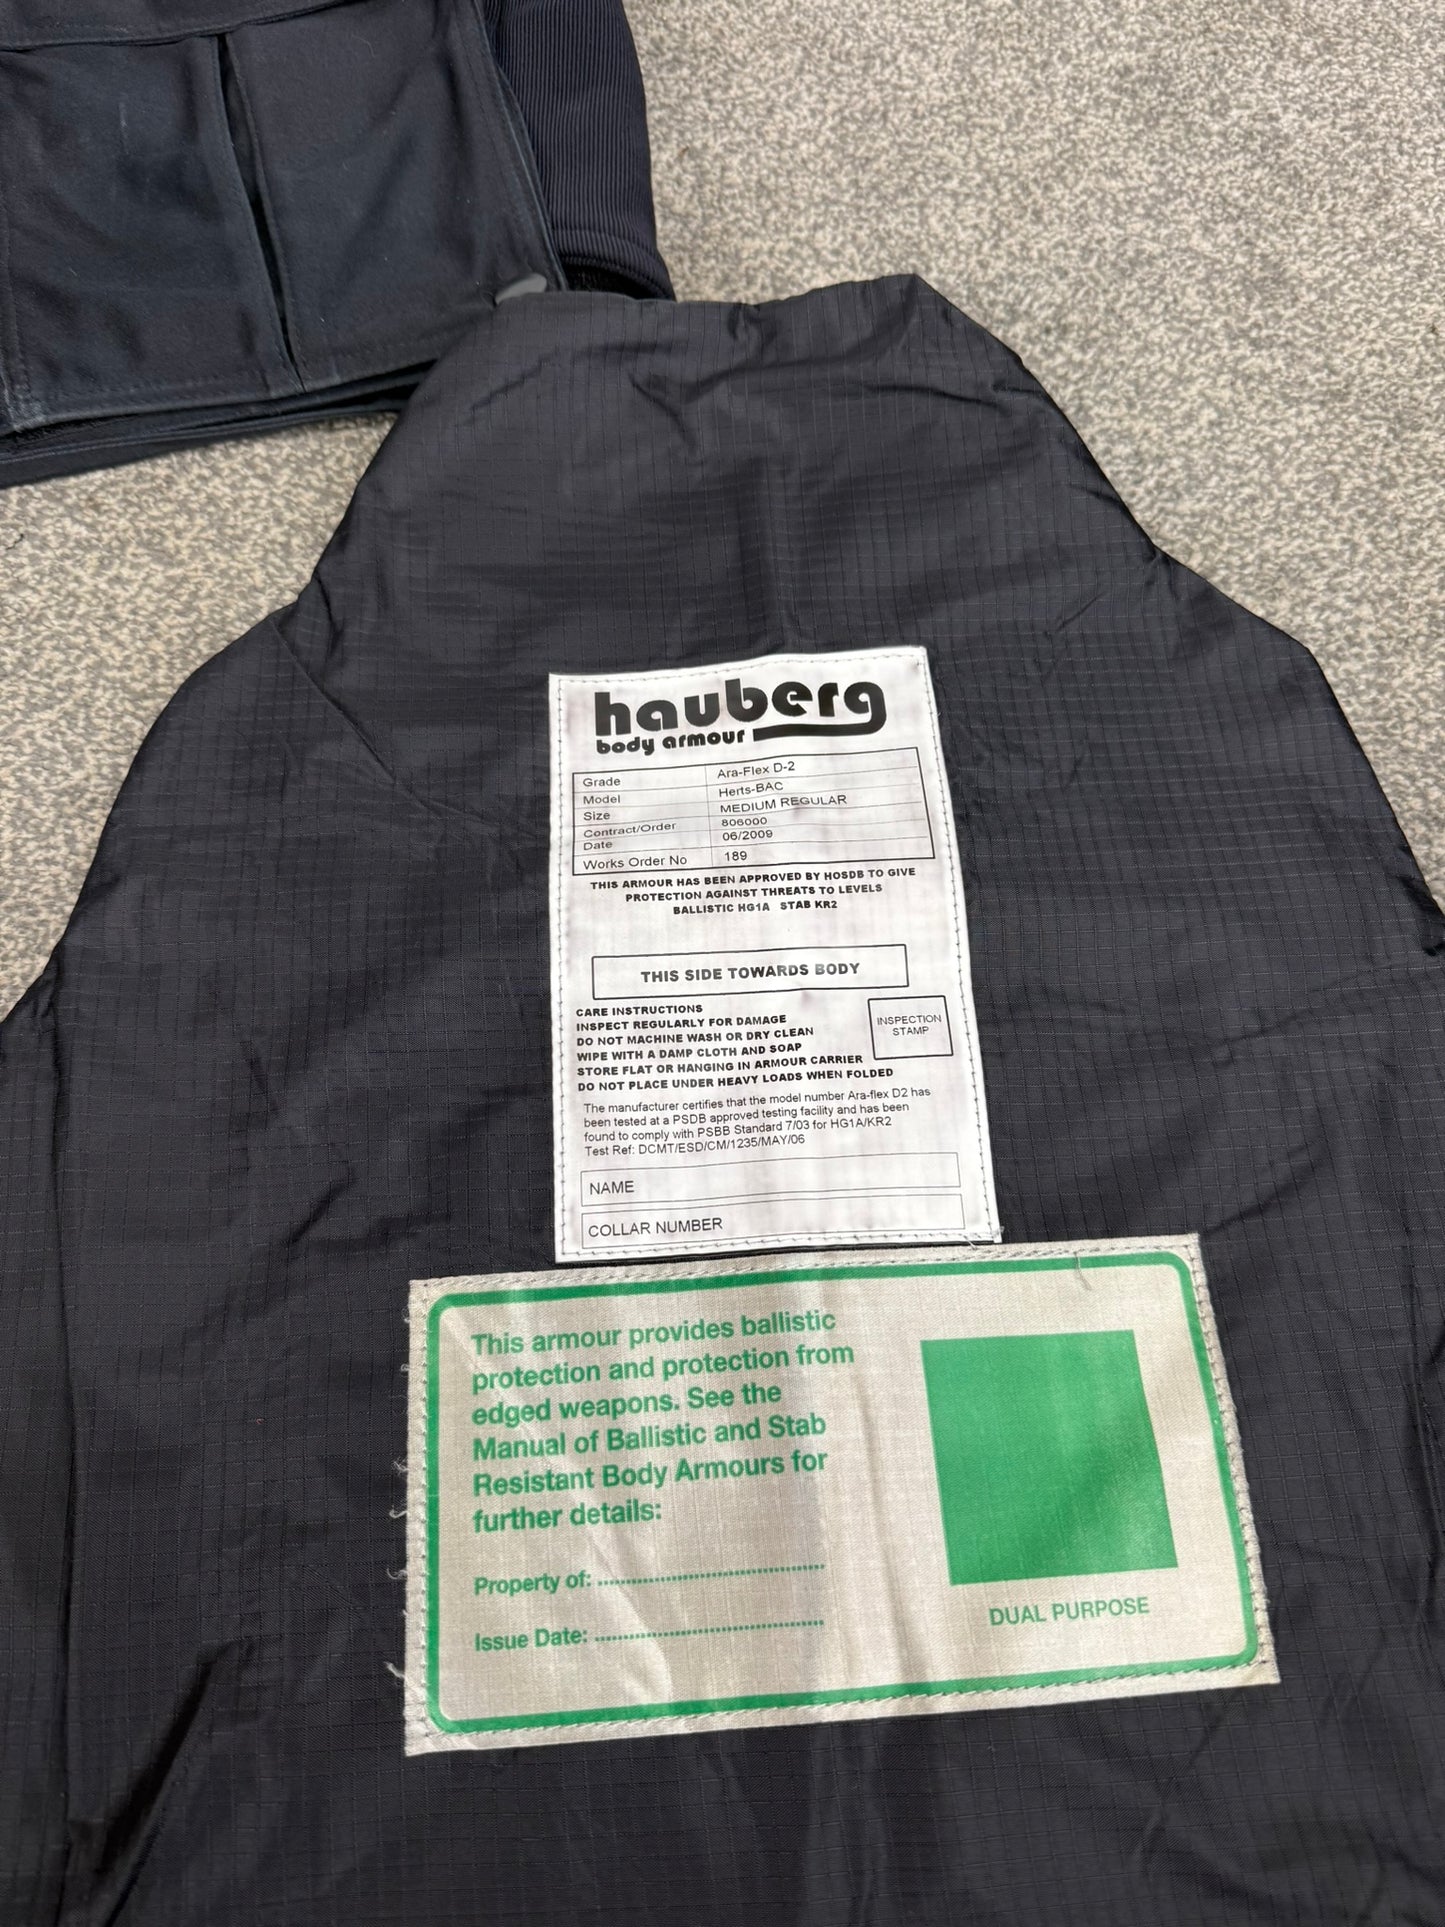 hauberg
body armour
Grade Ara-Flex D-2
Model Herts-BAC
Size MEDIUM REGULAR
Contract/Order 806000
Date 06/2009
Works Order No 189
THIS ARMOUR HAS BEEN APPROVED BY HOSDB TO GIVE
PROTECTION AGAINST THREATS TO LEVELS
BALLISTIC HG1A STAB KR2
THIS SIDE TOWARDS BODY
CARE INSTRUCTIONS
INSPECT REGULARLY FOR DAMAGE
DO NOT MACHINE WASH OR DRY CLEAN
WIPE WITH A DAMP CLOTH AND SOAP
STORE FLAT OR HANGING IN ARMOUR CARRIER
DO NOT PLACE UNDER HEAVY LOADS WHEN FOLDED
INSPECTION
STAMP
The manufacturer certifies that the model number Ara-flex D2 has
been tested at a PSDB approved testing facility and has been
found to comply with PSBB Standard 7/03 for HG1A/KR2
Test Ref: DCMT/ESD/CM/1235/MAY/06
NAME
COLLAR NUMBER
This armour provides ballistic
protection and protection from
edged weapons. See the
Manual of Ballistic and Stab
Resistant Body Armours for
further details:
Property of:
Issue Date:
DUAL PURPOSE